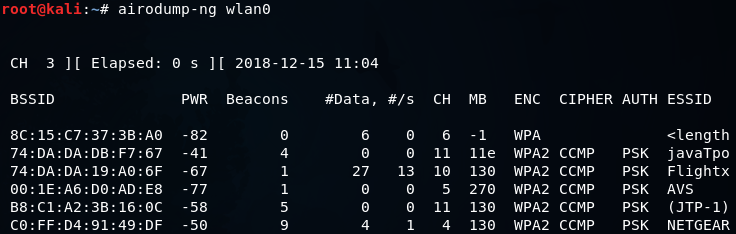 root@kali:~# airodump-ng wlan0
CH  3 ][ Elapsed: 0 s ][ 2018-12-15 11:04
BSSID              PWR  Beacons    #Data, #/s  CH  MB   ENC  CIPHER AUTH ESSID
8C:15:C7:37:3B:A0  -82        0        6    0   6  -1   WPA              <length
74:DA:DA:DB:F7:67  -41        4        0    0  11  11e  WPA2 CCMP   PSK  javaTpo
74:DA:DA:19:A0:6F  -67        1       27   13  10  130  WPA2 CCMP   PSK  Flightx
00:1E:A6:D0:AD:E8  -77        1        0    0   5  270  WPA2 CCMP   PSK  AVS
B8:C1:A2:3B:16:0C  -58        5        0    0  11  130  WPA2 CCMP   PSK  (JTP-1)
C0:FF:D4:91:49:DF  -50        9        4    1   4  130  WPA2 CCMP   PSK  NETGEAR